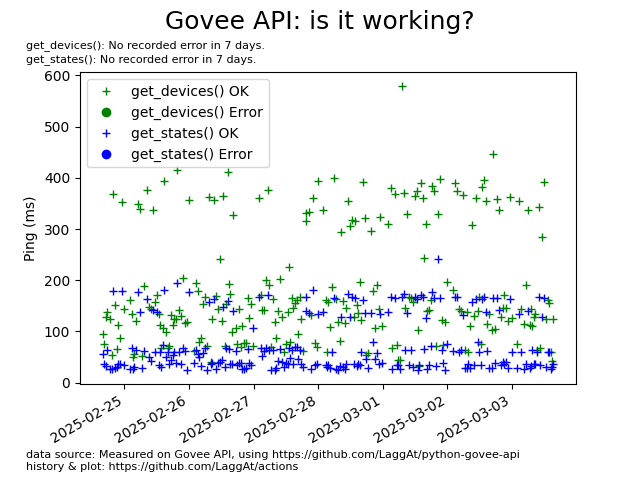 Govee API: is it working?
get_devices(): No recorded error in 7 days.
get_states(): No recorded error in 7 days.
600
500
400
300
200
100
0
Ping (ms)
get_devices() OK
get_devices() Error
get_states() OK
get_states() Error
2025-02-25
2025-02-26
2025-02-27
2025-02-28
2025-03-01
2025-03-02
2025-03-03
data source: Measured on Govee API, using https://github.com/LaggAt/python-govee-api
history & plot: https://github.com/LaggAt/actions